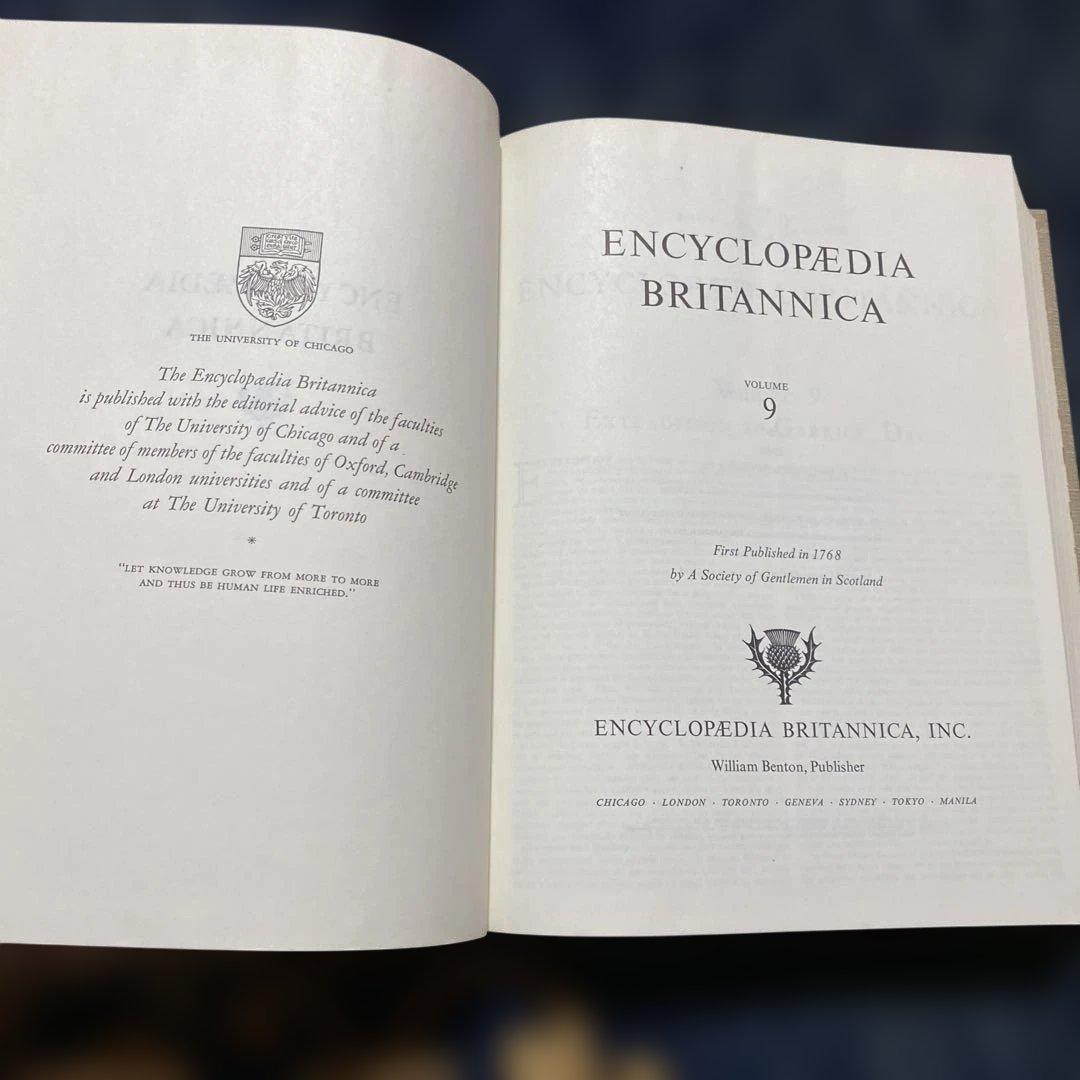 THE UNIVERSITY OF CHICAGO
The Encyclopædia Britannica
is published with the editorial advice of the faculties
of The University of Chicago and of a
committee of members of the faculties of Oxford, Cambridge
and London universities and of a committee
at The University of Toronto
*
"LET KNOWLEDGE GROW FROM MORE TO MORE
AND THUS BE HUMAN LIFE ENRICHED."
ENCYCLOPÆDIA
BRITANNICA
VOLUME
9
First Published in 1768
by A Society of Gentlemen in Scotland
ENCYCLOPÆDIA BRITANNICA, INC.
William Benton, Publisher
CHICAGO · LONDON · TORONTO · GENEVA · SYDNEY · TOKYO · MANILA